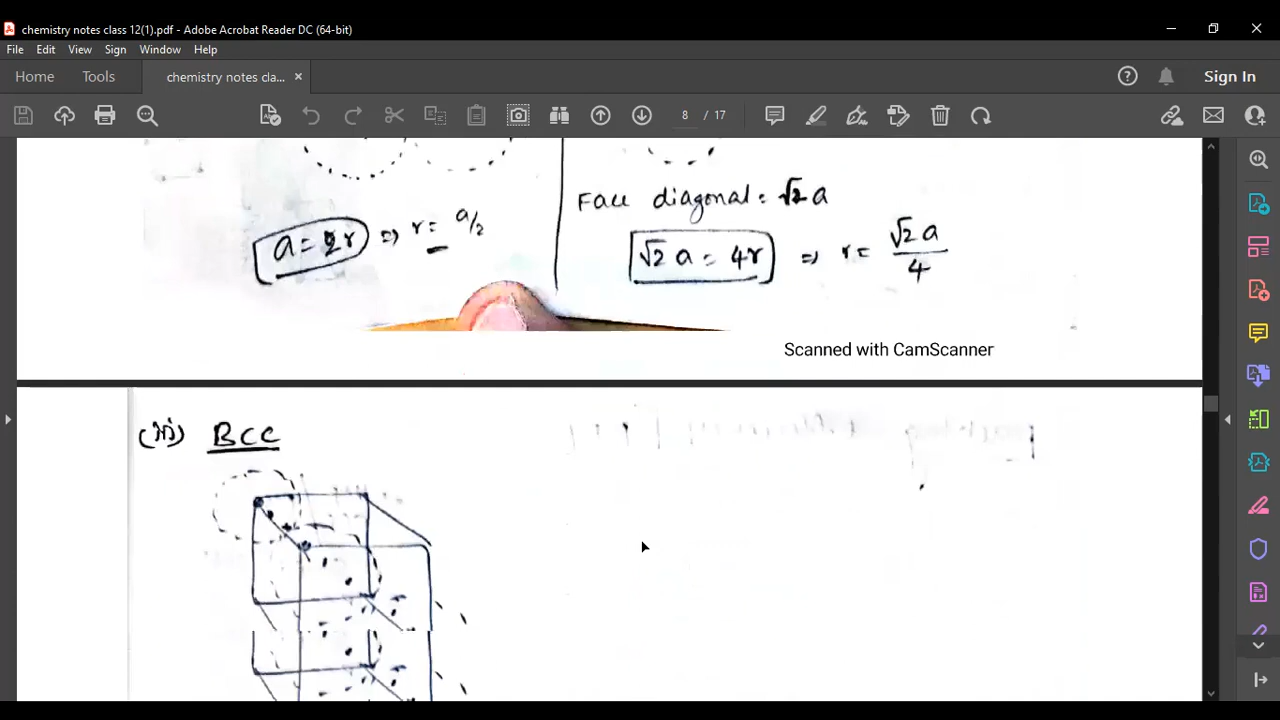 chemistry notes class 12(1).pdf - Adobe Acrobat Reader DC (64-bit)
File Edit View Sign Window Help
Home Tools chemistry notes cla... Sign In
8 / 17
a = 2r ⇒ r = a/2
Face diagonal = √2 a
√2 a = 4r ⇒ r = √2 a / 4
Scanned with CamScanner
(iii) BCC